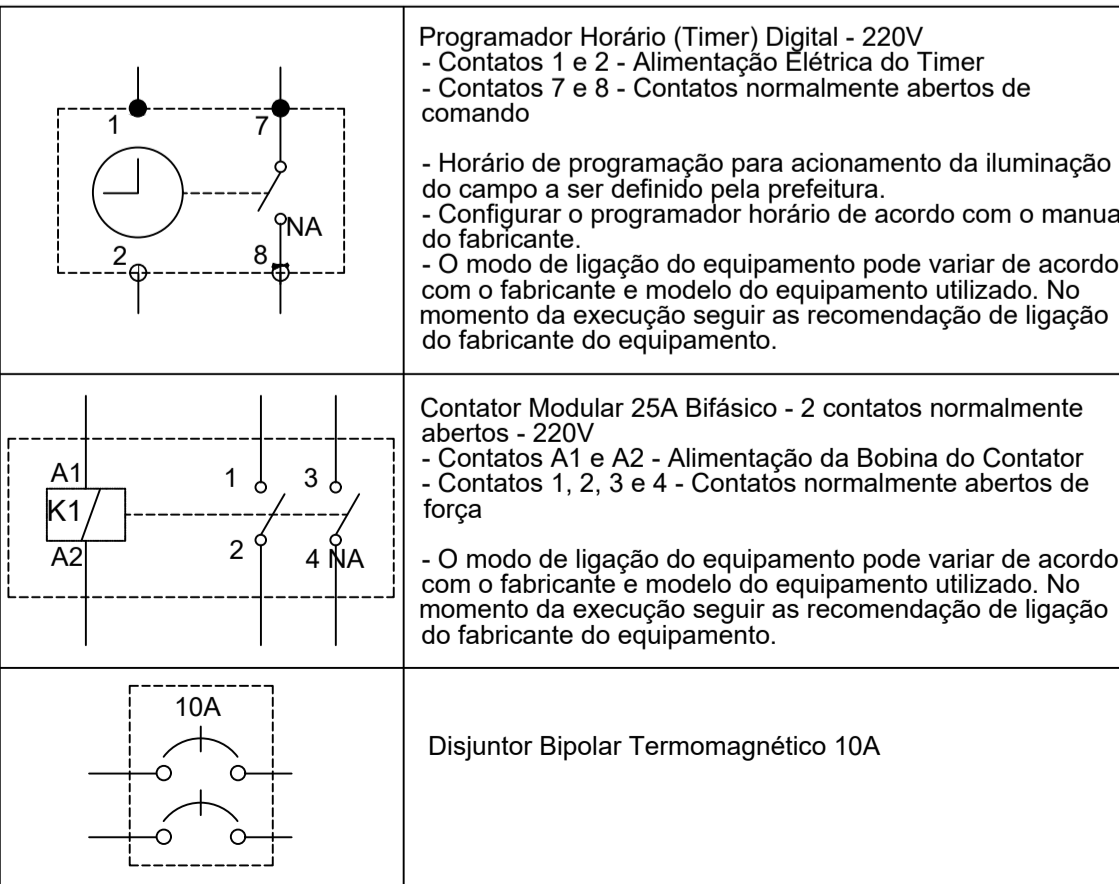 Programador Horário (Timer) Digital - 220V
- Contatos 1 e 2 - Alimentação Elétrica do Timer
- Contatos 7 e 8 - Contatos normalmente abertos de
comando
- Horário de programação para acionamento da iluminação
do campo a ser definido pela prefeitura.
- Configurar o programador horário de acordo com o manua
do fabricante.
- O modo de ligação do equipamento pode variar de acordo
com o fabricante e modelo do equipamento utilizado. No
momento da execução seguir as recomendação de ligação
do fabricante do equipamento.
1
7
NA
2
8
Contator Modular 25A Bifásico - 2 contatos normalmente
abertos - 220V
- Contatos A1 e A2 - Alimentação da Bobina do Contator
- Contatos 1, 2, 3 e 4 - Contatos normalmente abertos de
força
- O modo de ligação do equipamento pode variar de acordo
com o fabricante e modelo do equipamento utilizado. No
momento da execução seguir as recomendação de ligação
do fabricante do equipamento.
A1
1
3
K1
A2
2
4 NA
10A
Disjuntor Bipolar Termomagnético 10A